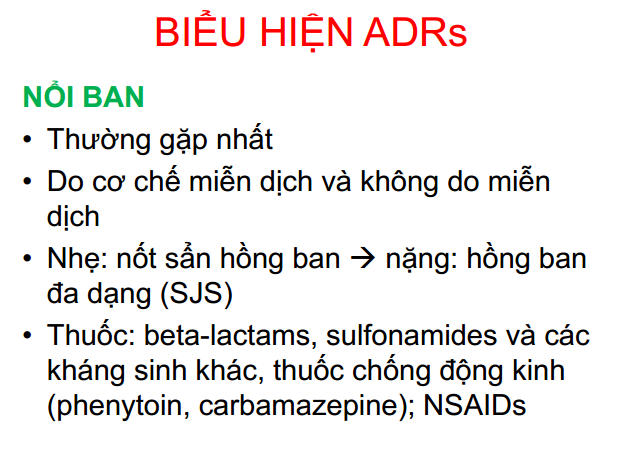 BIỂU HIỆN ADRs
NỔI BAN
• Thường gặp nhất
• Do cơ chế miễn dịch và không do miễn
dịch
• Nhẹ: nốt sẩn hồng ban → nặng: hồng ban
đa dạng (SJS)
• Thuốc: beta-lactams, sulfonamides và các
kháng sinh khác, thuốc chống động kinh
(phenytoin, carbamazepine); NSAIDs